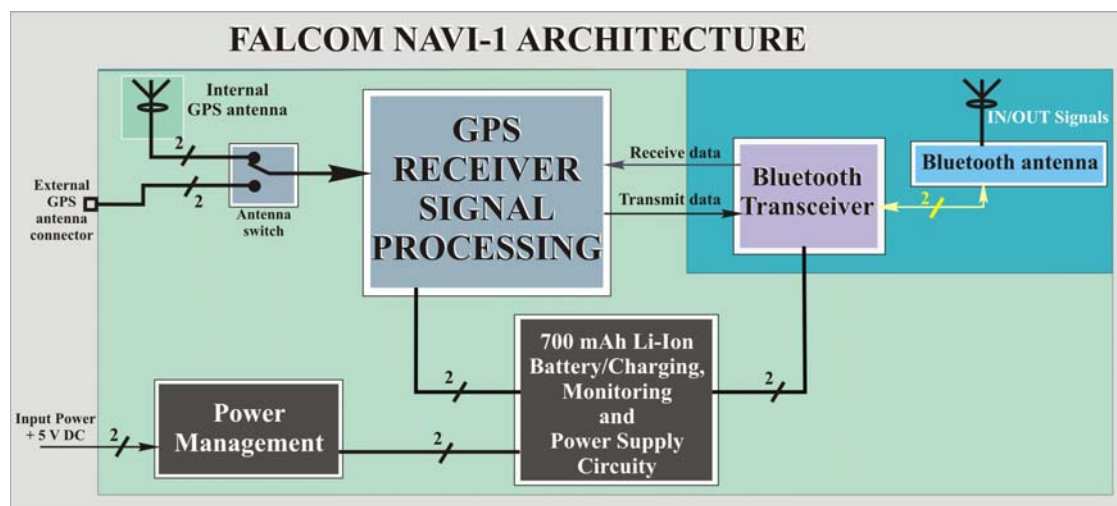 FALCOM NAVI-1 ARCHITECTURE
Internal
GPS antenna
2
External
GPS
antenna
connector
2
Antenna
switch
GPS
RECEIVER
SIGNAL
PROCESSING
Receive data
Transmit data
Bluetooth
Transceiver
IN/OUT Signals
Bluetooth antenna
2
700 mAh Li-Ion
Battery/Charging,
Monitoring
and
Power Supply
Circuity
2
2
Input Power
+ 5 V DC
2
Power
Management
2